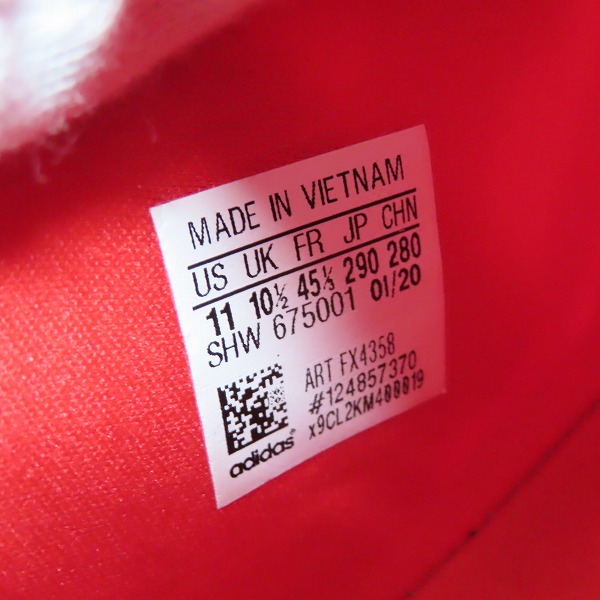 MADE IN VIETNAM
US UK FR JP CHN
11 10½ 45⅓ 290 280
SHW 675001 01/20
ART FX4358
#124857370
x9CL2KM400019
adidas